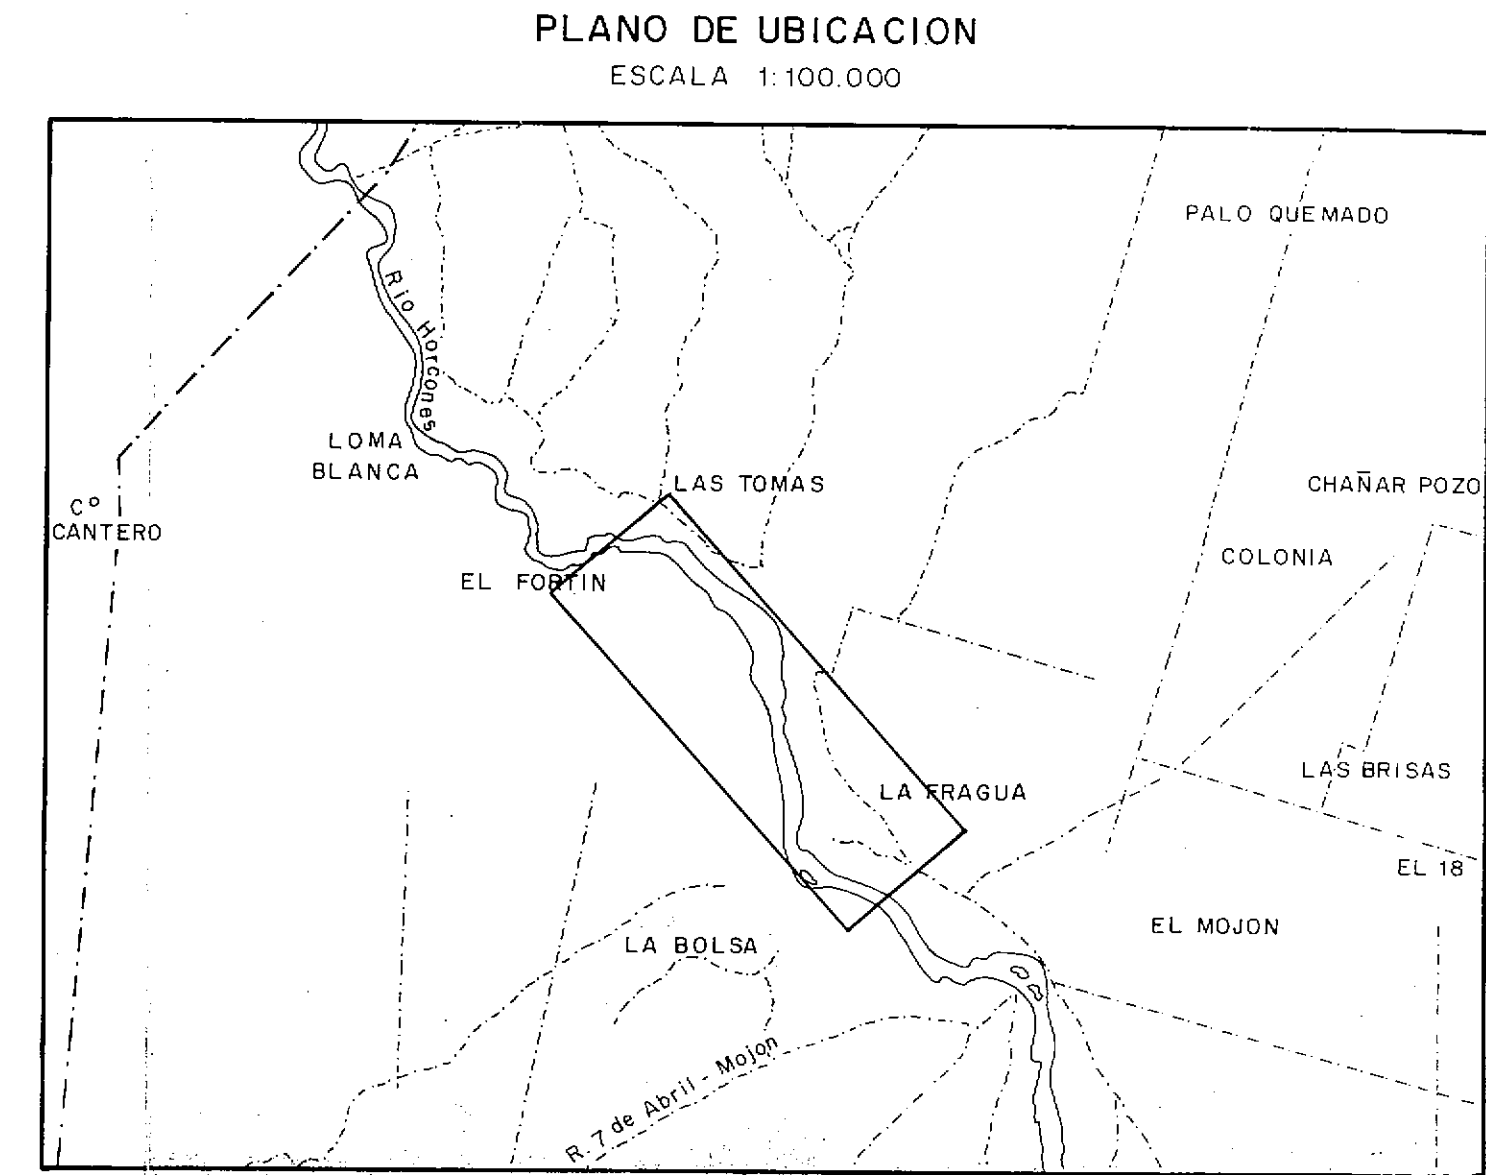 PLANO DE UBICACION
ESCALA 1:100.000
PALO QUEMADO
Rio Horcones
LOMA
BLANCA
LAS TOMAS
CHAÑAR POZO
Cº
CANTERO
COLONIA
EL FORTIN
LAS BRISAS
LA FRAGUA
EL 18
EL MOJON
LA BOLSA
R. 7 de Abril - Mojon